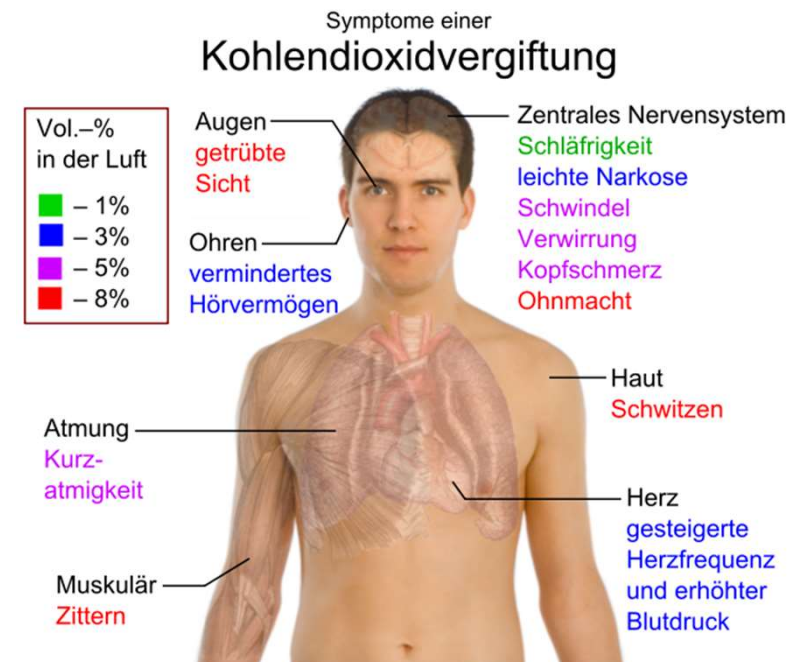 Symptome einer
Kohlendioxidvergiftung
Vol.–%
in der Luft
– 1%
– 3%
– 5%
– 8%
Augen
getrübte
Sicht
Ohren
vermindertes
Hörvermögen
Zentrales Nervensystem
Schläfrigkeit
leichte Narkose
Schwindel
Verwirrung
Kopfschmerz
Ohnmacht
Haut
Schwitzen
Atmung
Kurz-
atmigkeit
Herz
gesteigerte
Herzfrequenz
und erhöhter
Blutdruck
Muskulär
Zittern